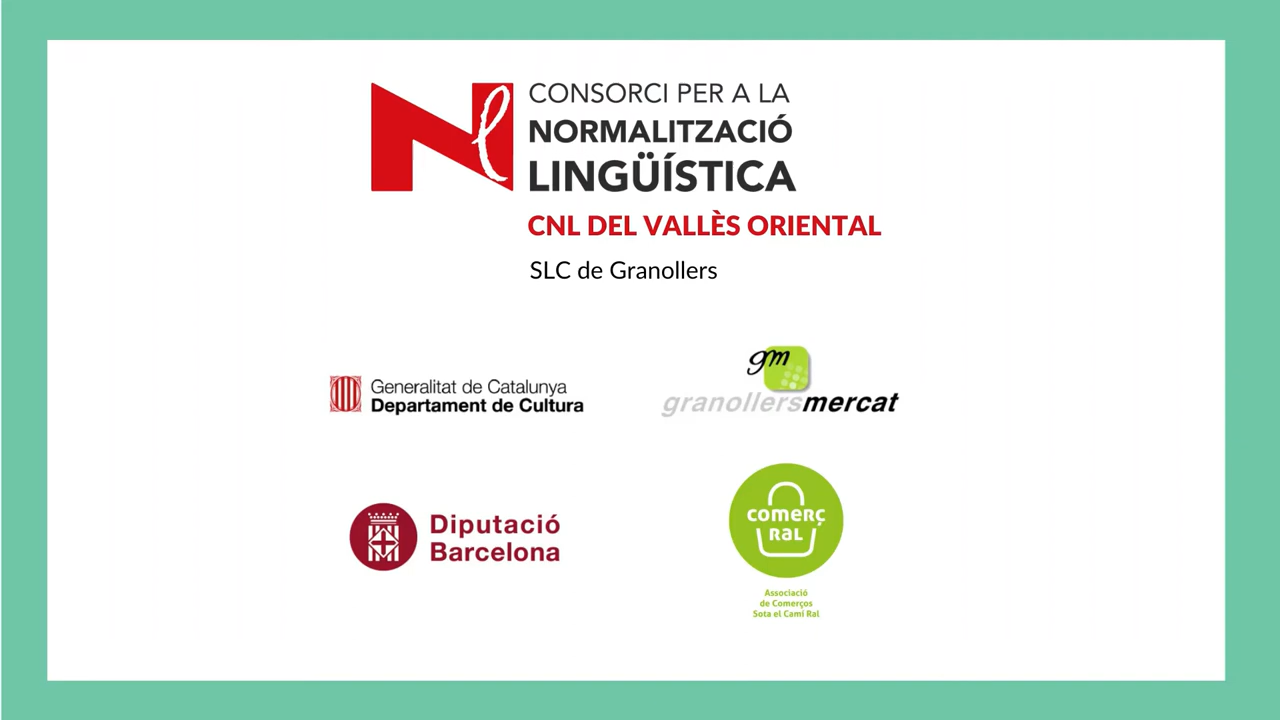 CONSORCI PER A LA
NORMALITZACIÓ
LINGÜÍSTICA
CNL DEL VALLÈS ORIENTAL
SLC de Granollers
Generalitat de Catalunya
Departament de Cultura
gm
granollersmercat
Diputació
Barcelona
comerç
RaL
Associació
de Comerços
Sota el Camí Ral